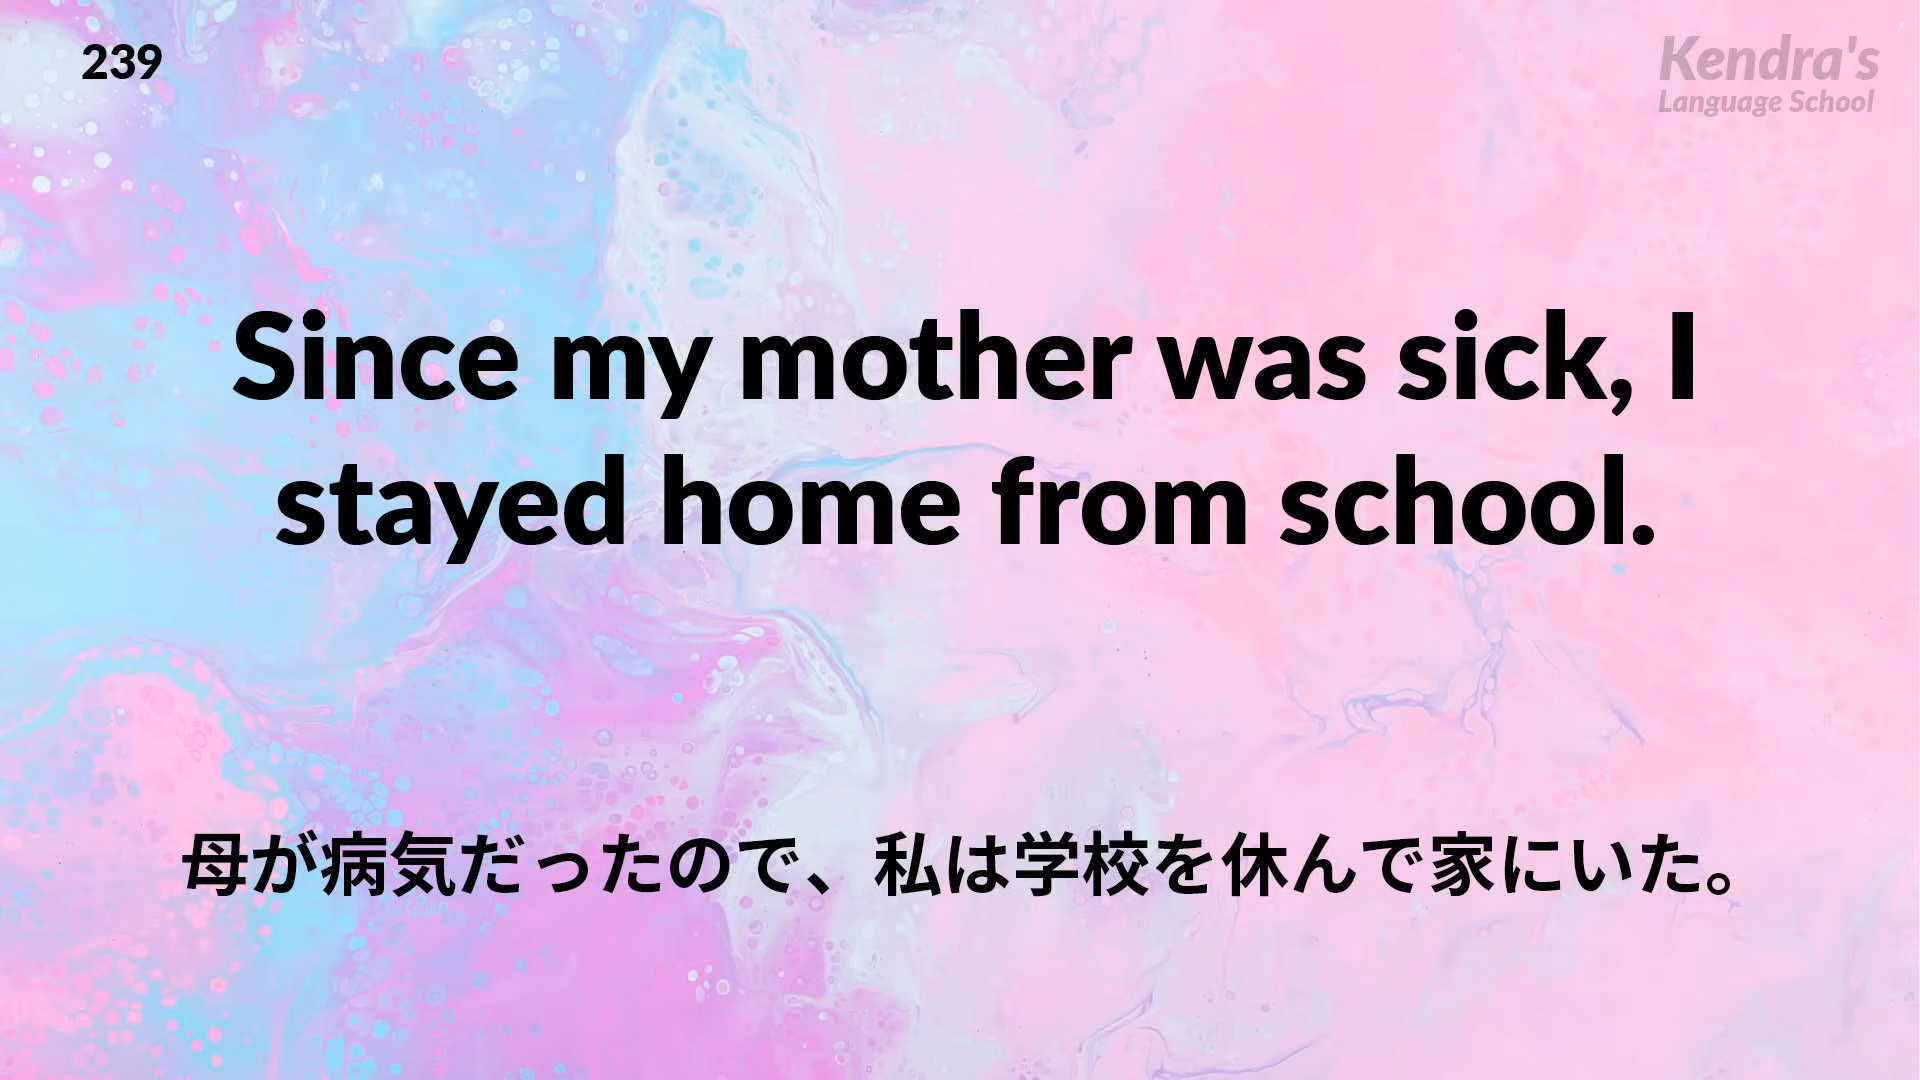 239
Kendra's
Language School
Since my mother was sick, I
stayed home from school.
母が病気だったので、私は学校を休んで家にいた。